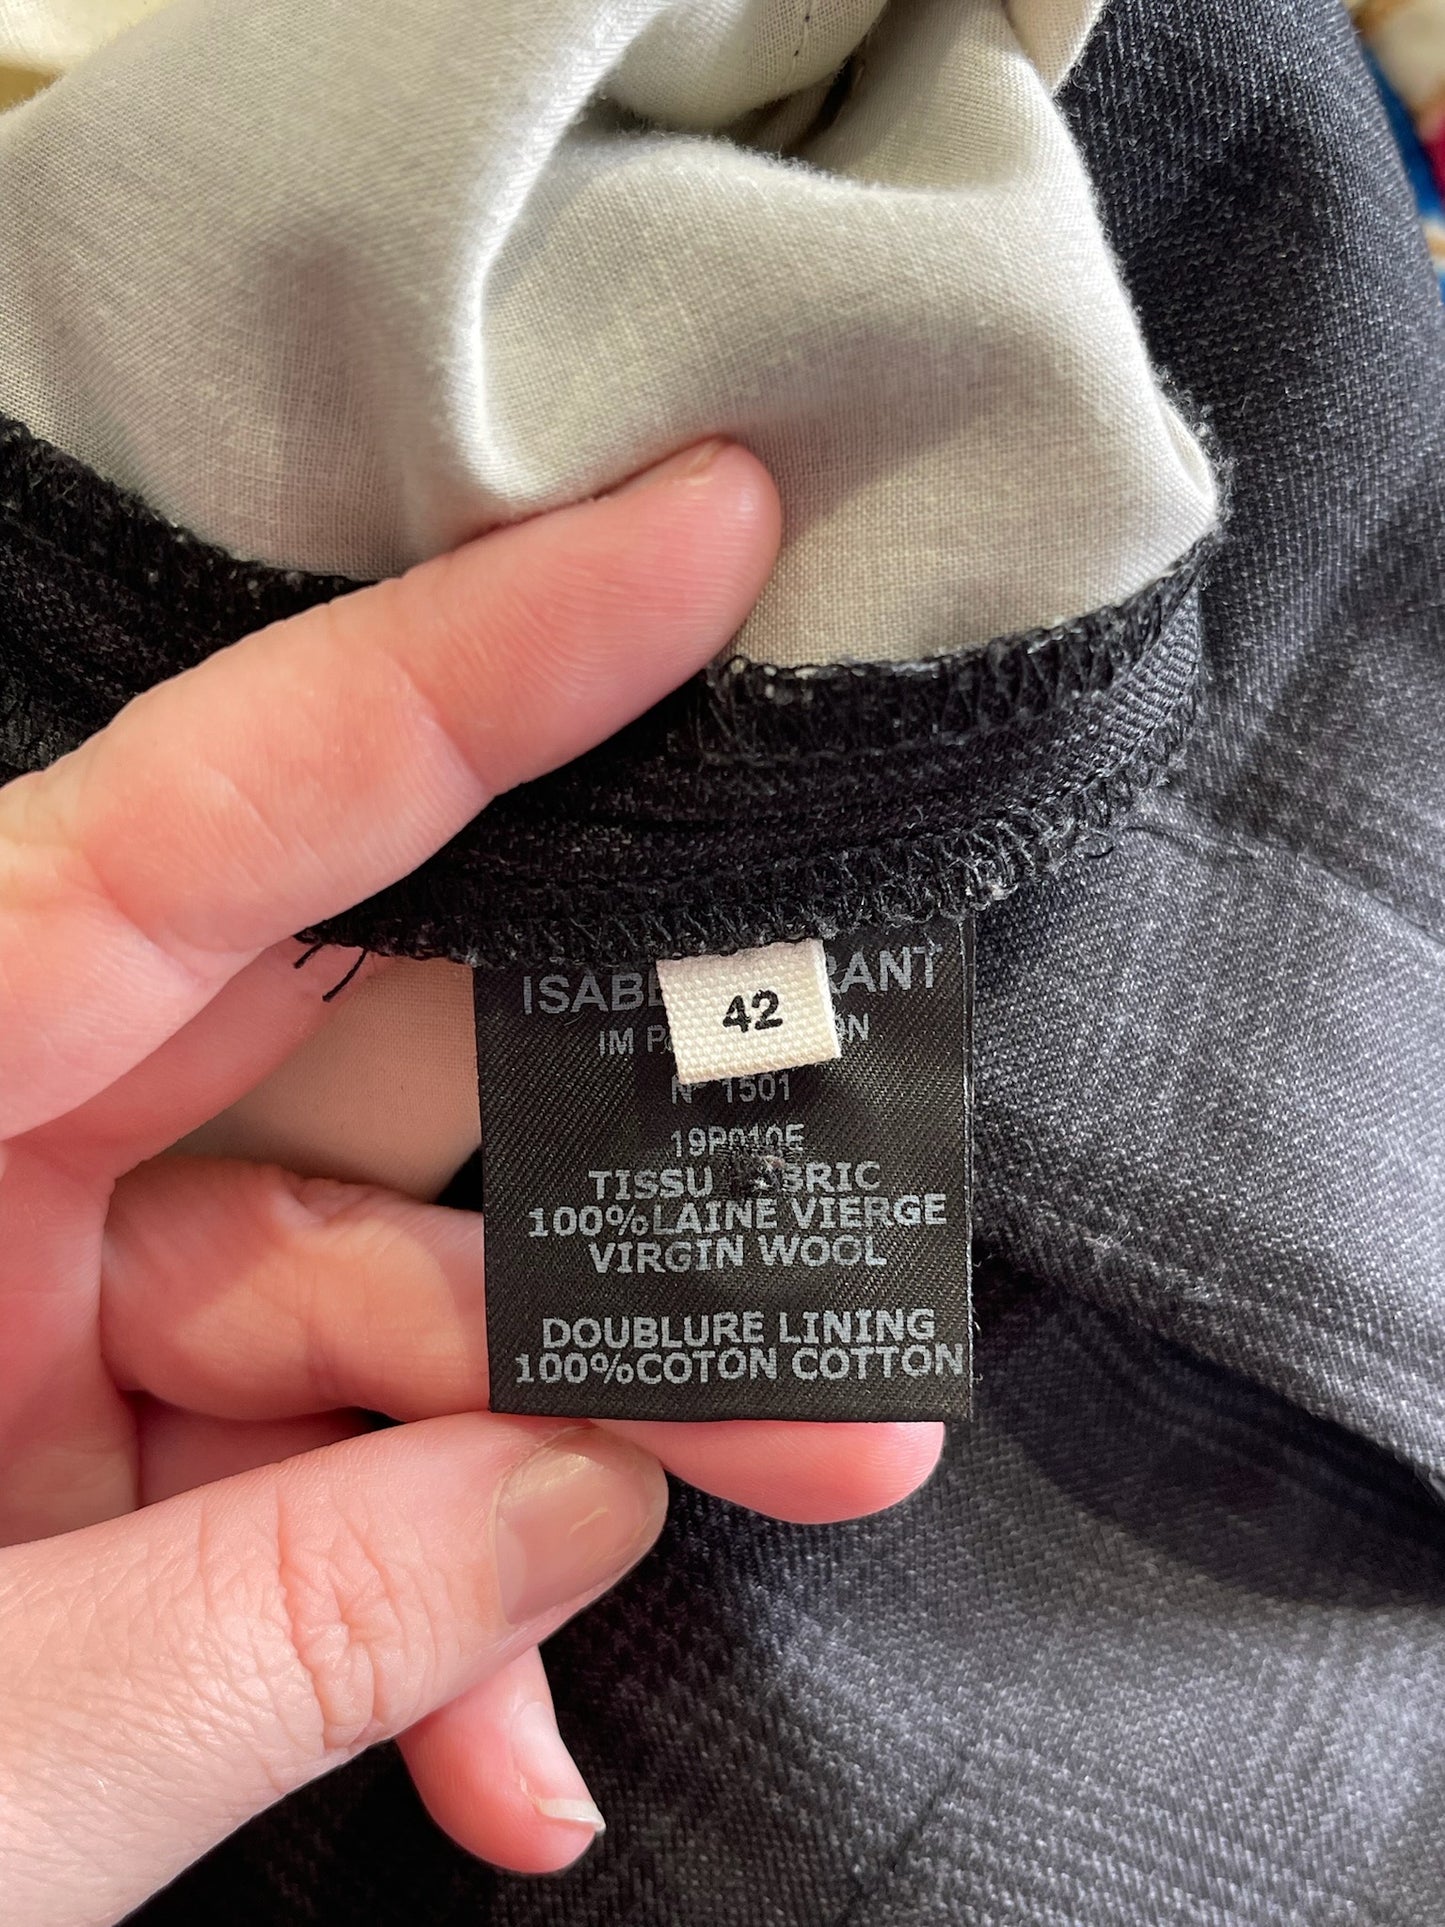 42
N° 1501
19P010E
TISSU
100%LAINE VIERGE
VIRGIN WOOL
DOUBLURE LINING
100%COTON COTTON